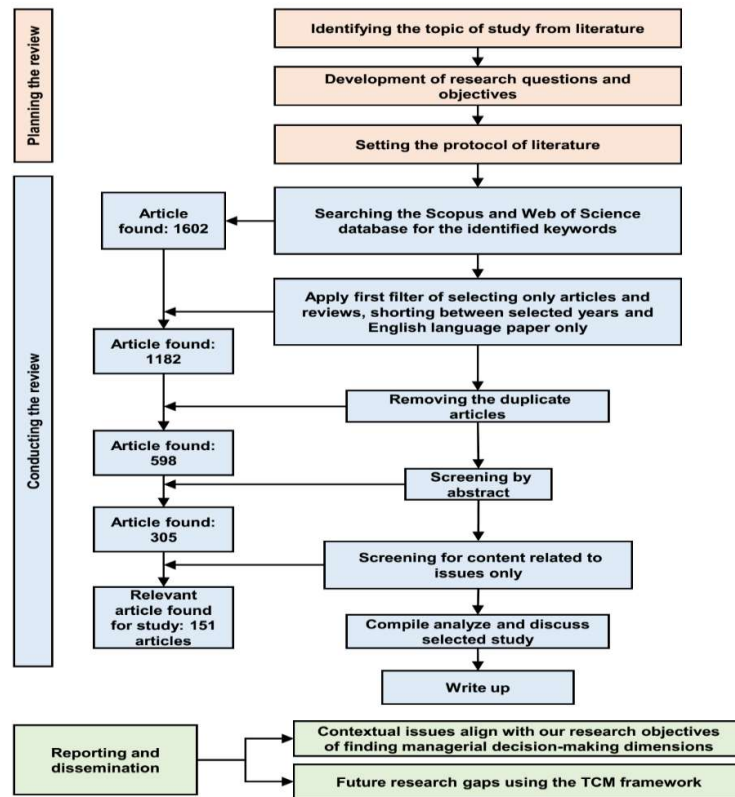 Planning the review
Identifying the topic of study from literature
Development of research questions and
objectives
Setting the protocol of literature
Conducting the review
Article
found: 1602
Searching the Scopus and Web of Science
database for the identified keywords
Apply first filter of selecting only articles and
reviews, shorting between selected years and
English language paper only
Article found:
1182
Removing the duplicate
articles
Article found:
598
Screening by
abstract
Article found:
305
Screening for content related to
issues only
Relevant
article found
for study: 151
articles
Compile analyze and discuss
selected study
Write up
Reporting and
dissemination
Contextual issues align with our research objectives
of finding managerial decision-making dimensions
Future research gaps using the TCM framework